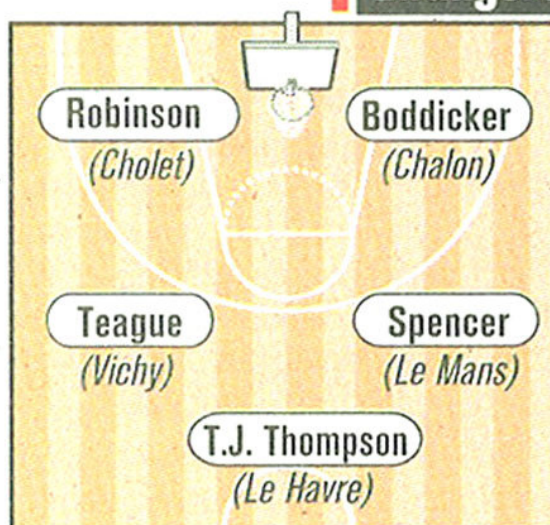 Robinson
(Cholet)
Boddicker
(Chalon)
Teague
(Vichy)
Spencer
(Le Mans)
T.J. Thompson
(Le Havre)